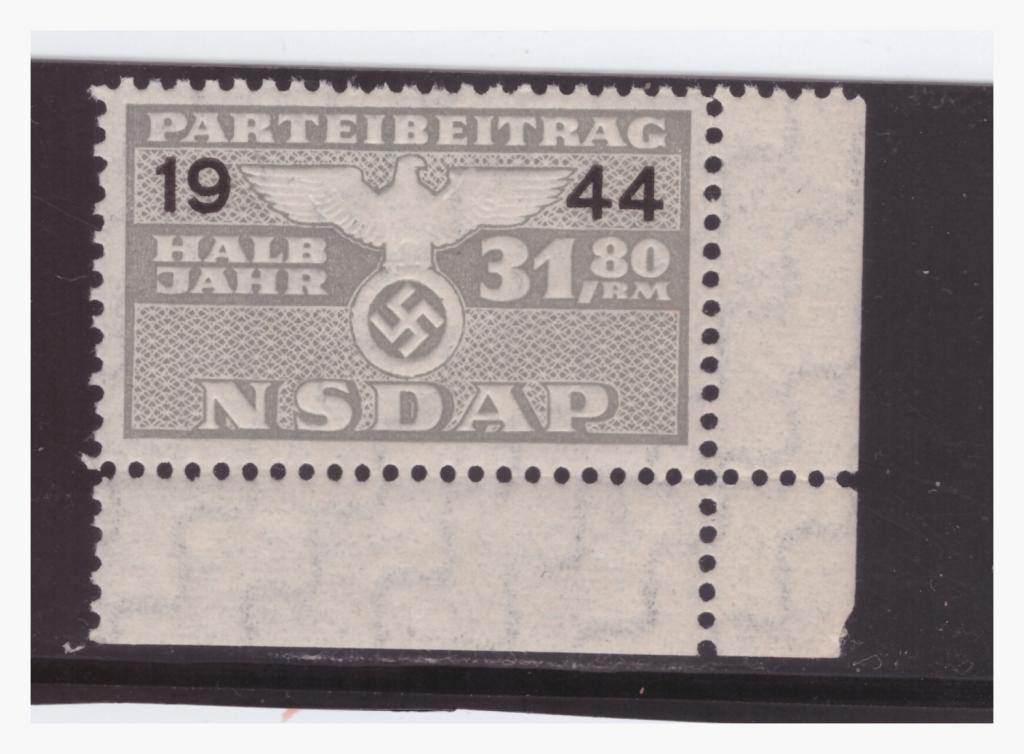 PARTEIBEITRAG
19 44
HALB
JAHR
31,80
RM
NSDAP